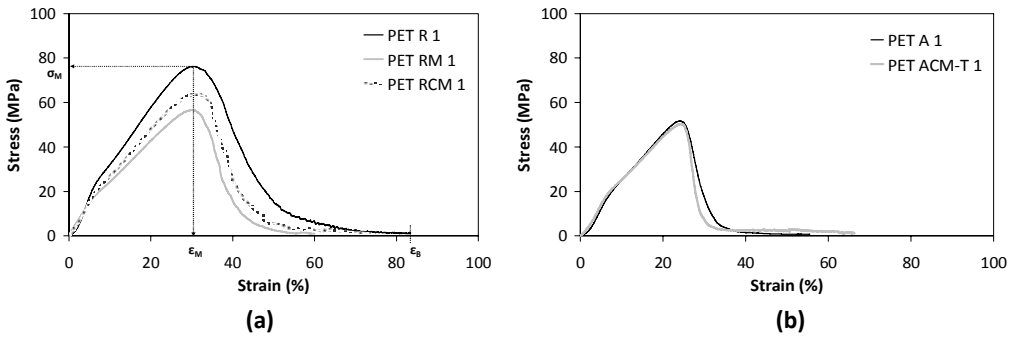 100
80
60
40
20
0
Stress (MPa)
σM
PET R 1
PET RM 1
PET RCM 1
εM
εB
0 20 40 60 80 100
Strain (%)
(a)
100
80
60
40
20
0
Stress (MPa)
PET A 1
PET ACM-T 1
0 20 40 60 80 100
Strain (%)
(b)